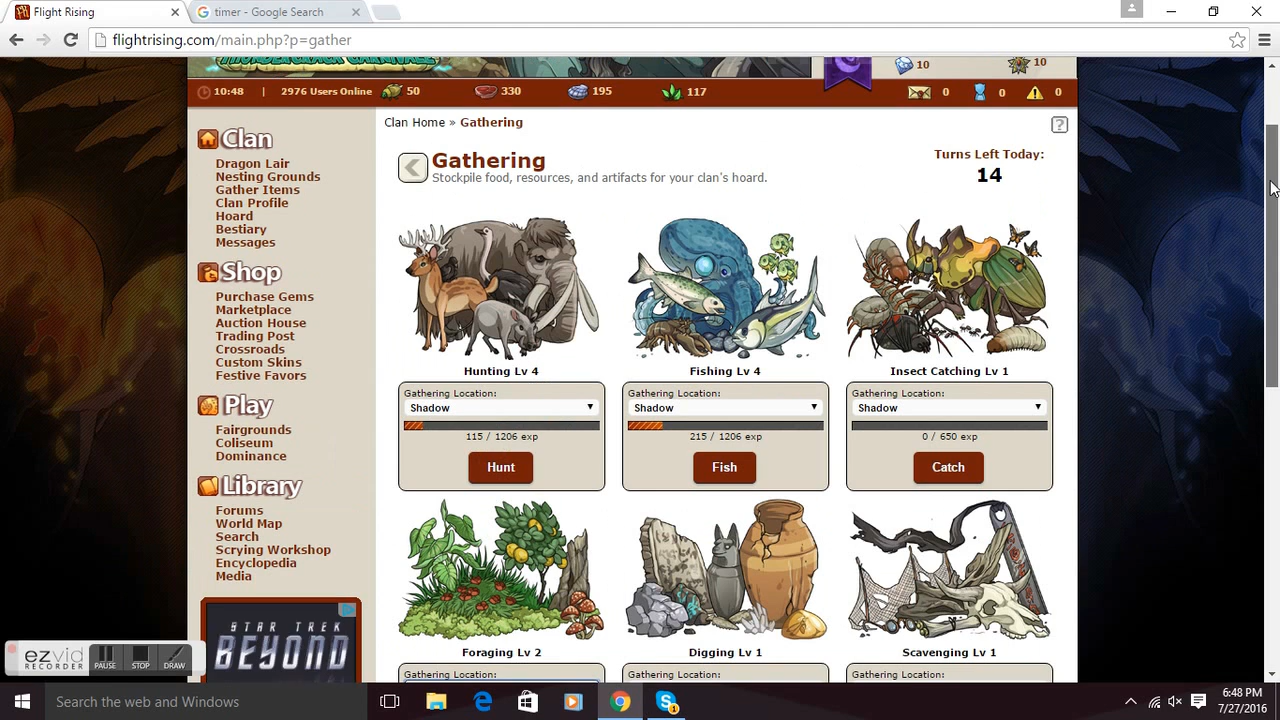 Flight Rising
timer - Google Search
flightrising.com/main.php?p=gather
10
10
10:48 | 2976 Users Online 50 330 195 117 0 0 0
Clan Home » Gathering
?
Gathering
Stockpile food, resources, and artifacts for your clan's hoard.
Turns Left Today:
14
Clan
Dragon Lair
Nesting Grounds
Gather Items
Clan Profile
Hoard
Bestiary
Messages
Shop
Purchase Gems
Marketplace
Auction House
Trading Post
Crossroads
Custom Skins
Festive Favors
Play
Fairgrounds
Coliseum
Dominance
Library
Forums
World Map
Search
Scrying Workshop
Encyclopedia
Media
STAR TREK
BEYOND
Hunting Lv 4
Gathering Location:
Shadow
115 / 1206 exp
Hunt
Fishing Lv 4
Gathering Location:
Shadow
215 / 1206 exp
Fish
Insect Catching Lv 1
Gathering Location:
Shadow
0 / 650 exp
Catch
Foraging Lv 2
Gathering Location:
Digging Lv 1
Gathering Location:
Scavenging Lv 1
Gathering Location:
ezvid
RECORDER
PAUSE
STOP
DRAW
Search the web and Windows
1
6:48 PM
7/27/2016